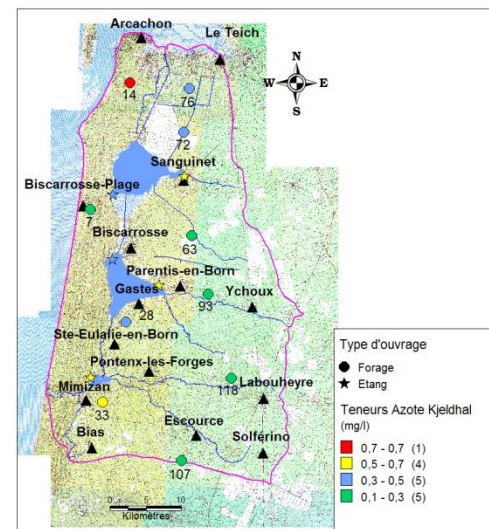 Arcachon
Le Teich
N
W E
S
14
76
72
Sanguinet
Biscarrosse-Plage
7
63
Biscarrosse
Parentis-en-Born
Gastes
93
Ychoux
28
Ste-Eulalie-en-Born
Pontenx-les-Forges
118
Labouheyre
Mimizan
33
Bias
Escource
Solférino
107
0 5 10
Kilomètres
Type d'ouvrage
Forage
Etang
Teneurs Azote Kjeldhal
(mg/l)
0,7 - 0,7 (1)
0,5 - 0,7 (4)
0,3 - 0,5 (5)
0,1 - 0,3 (5)